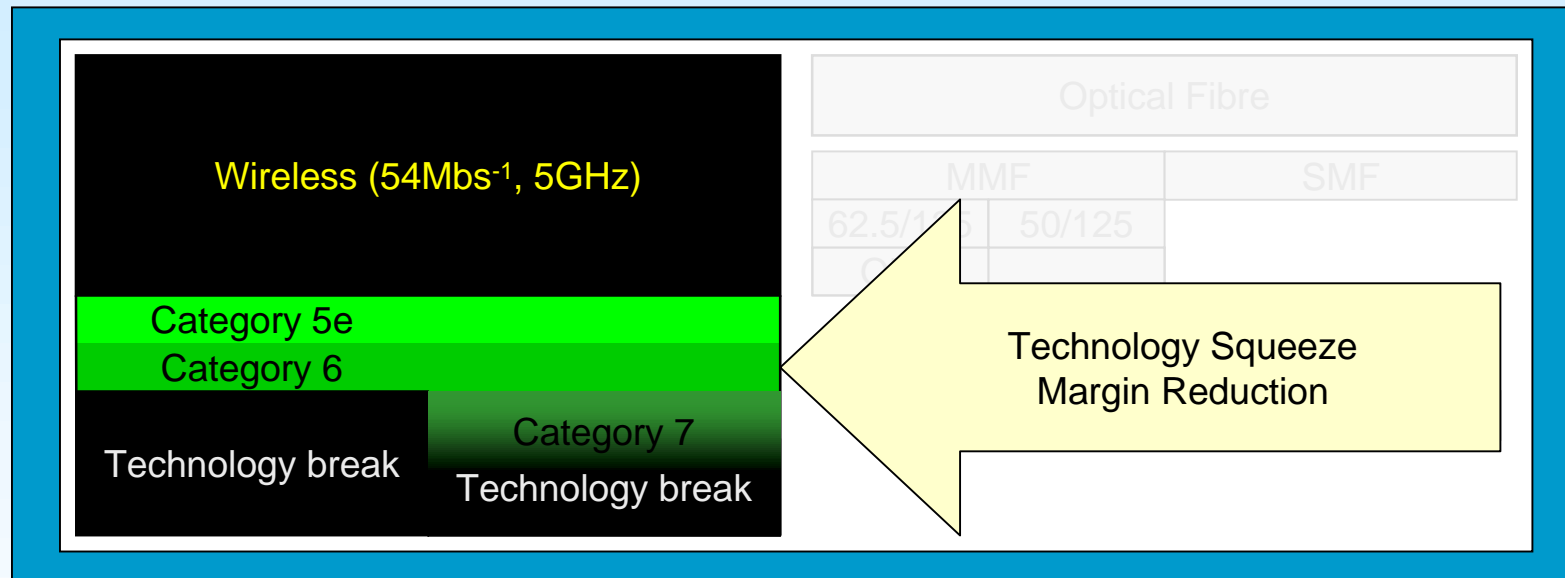 Wireless (54Mbs-1, 5GHz)
Category 5e
Category 6
Technology break
Category 7
Technology break
Optical Fibre
MMF
SMF
50/125
Technology Squeeze
Margin Reduction